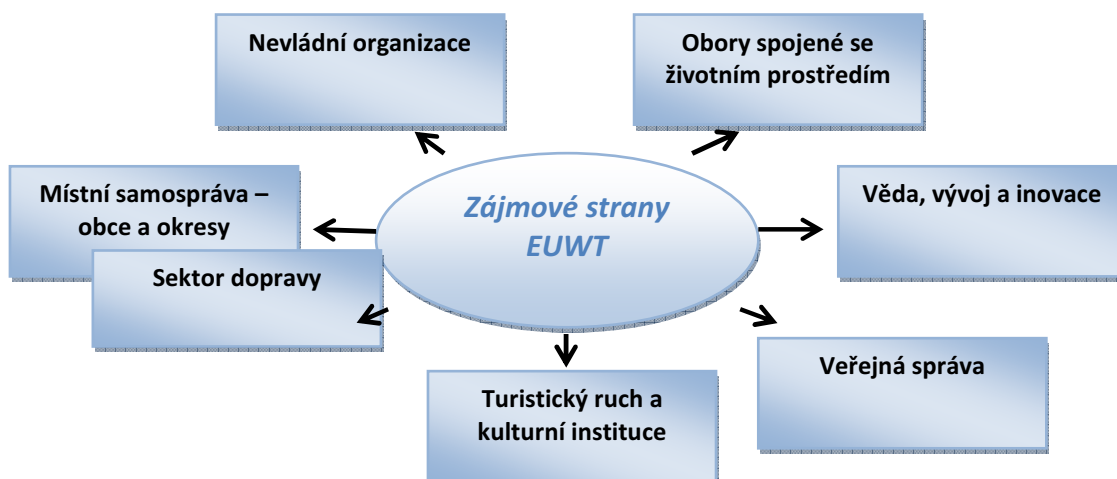 Nevládní organizace
Obory spojené se
životním prostředím
Místní samospráva –
obce a okresy
Zájmové strany
EUWT
Věda, vývoj a inovace
Sektor dopravy
Veřejná správa
Turistický ruch a
kulturní instituce